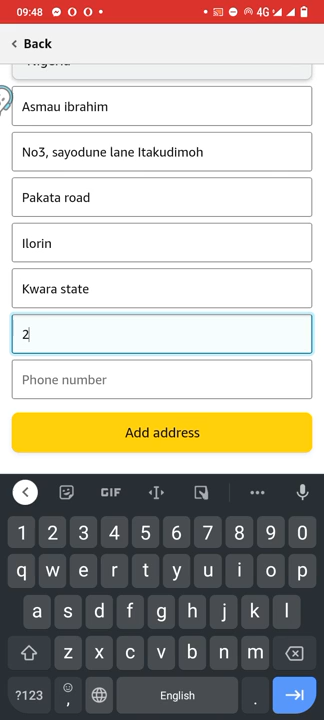 09:48
4G
Back
Nigeria
Asmau ibrahim
No3, sayodune lane Itakudimoh
Pakata road
Ilorin
Kwara state
2
Phone number
Add address
GIF
1 2 3 4 5 6 7 8 9 0
q w e r t y u i o p
a s d f g h j k l
z x c v b n m
?123 , English .